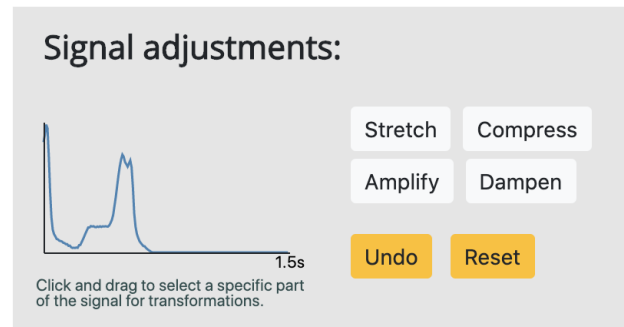 Signal adjustments:
Stretch
Compress
Amplify
Dampen
Undo
Reset
1.5s
Click and drag to select a specific part
of the signal for transformations.